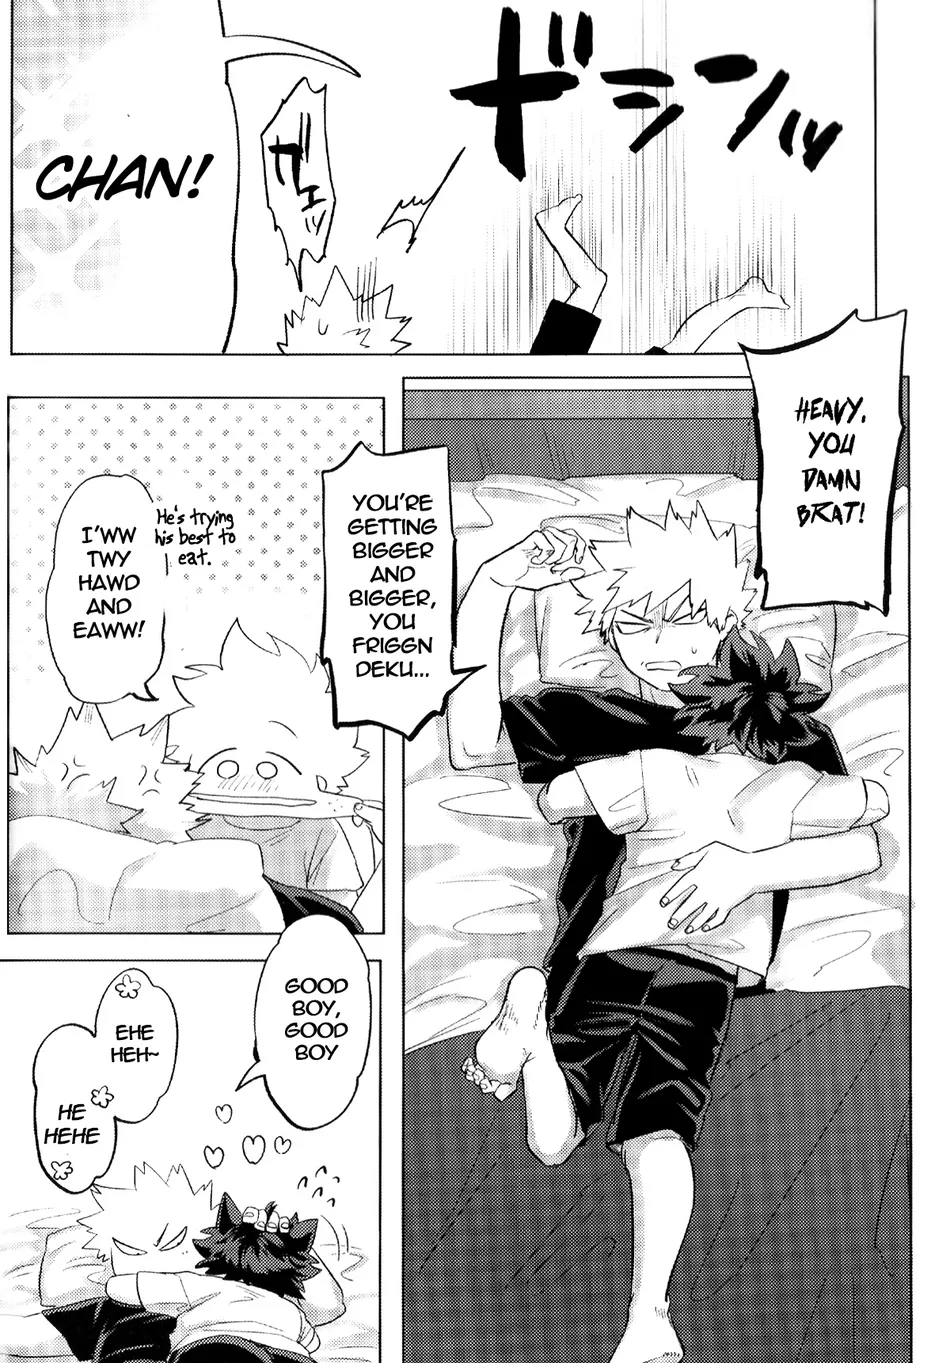 ドシンッ
グェッ
CHAN!
HEAVY,
YOU
DAMN
BRAT!
YOU'RE
GETTING
BIGGER
AND
BIGGER,
YOU
FRIGGN
DEKU...
He's trying
his best to
eat.
I'WW
TWY
HAWD
AND
EAWW!
GOOD
BOY,
GOOD
BOY
EHE
HEH~
HE
HEHE